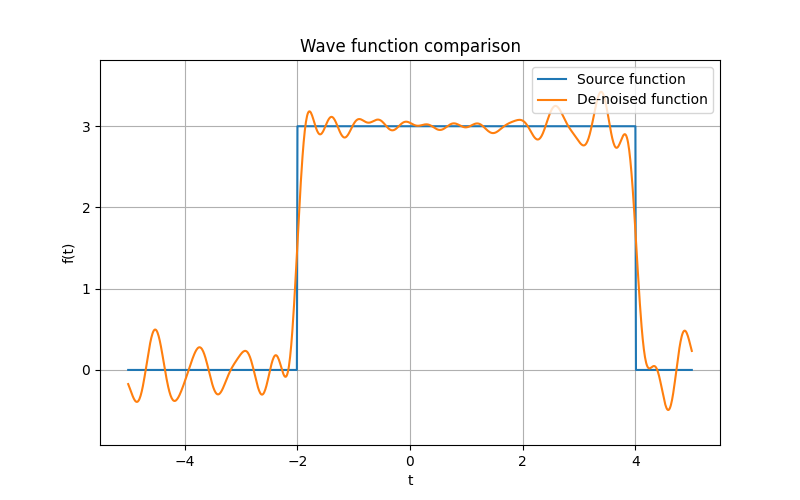 Wave function comparison
Source function
De-noised function
f(t)
3
2
1
0
−4
−2
0
2
4
t